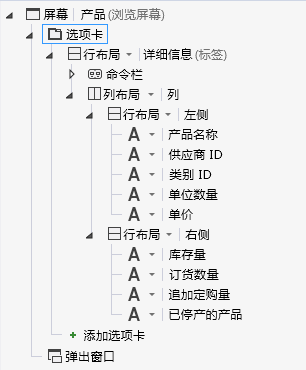 屏幕 产品(浏览屏幕)
选项卡
行布局 详细信息(标签)
命令栏
列布局 列
行布局 左侧
A 产品名称
A 供应商 ID
A 类别 ID
A 单位数量
A 单价
行布局 右侧
A 库存量
A 订货数量
A 追加定购量
A 已停产的产品
+ 添加选项卡
弹出窗口